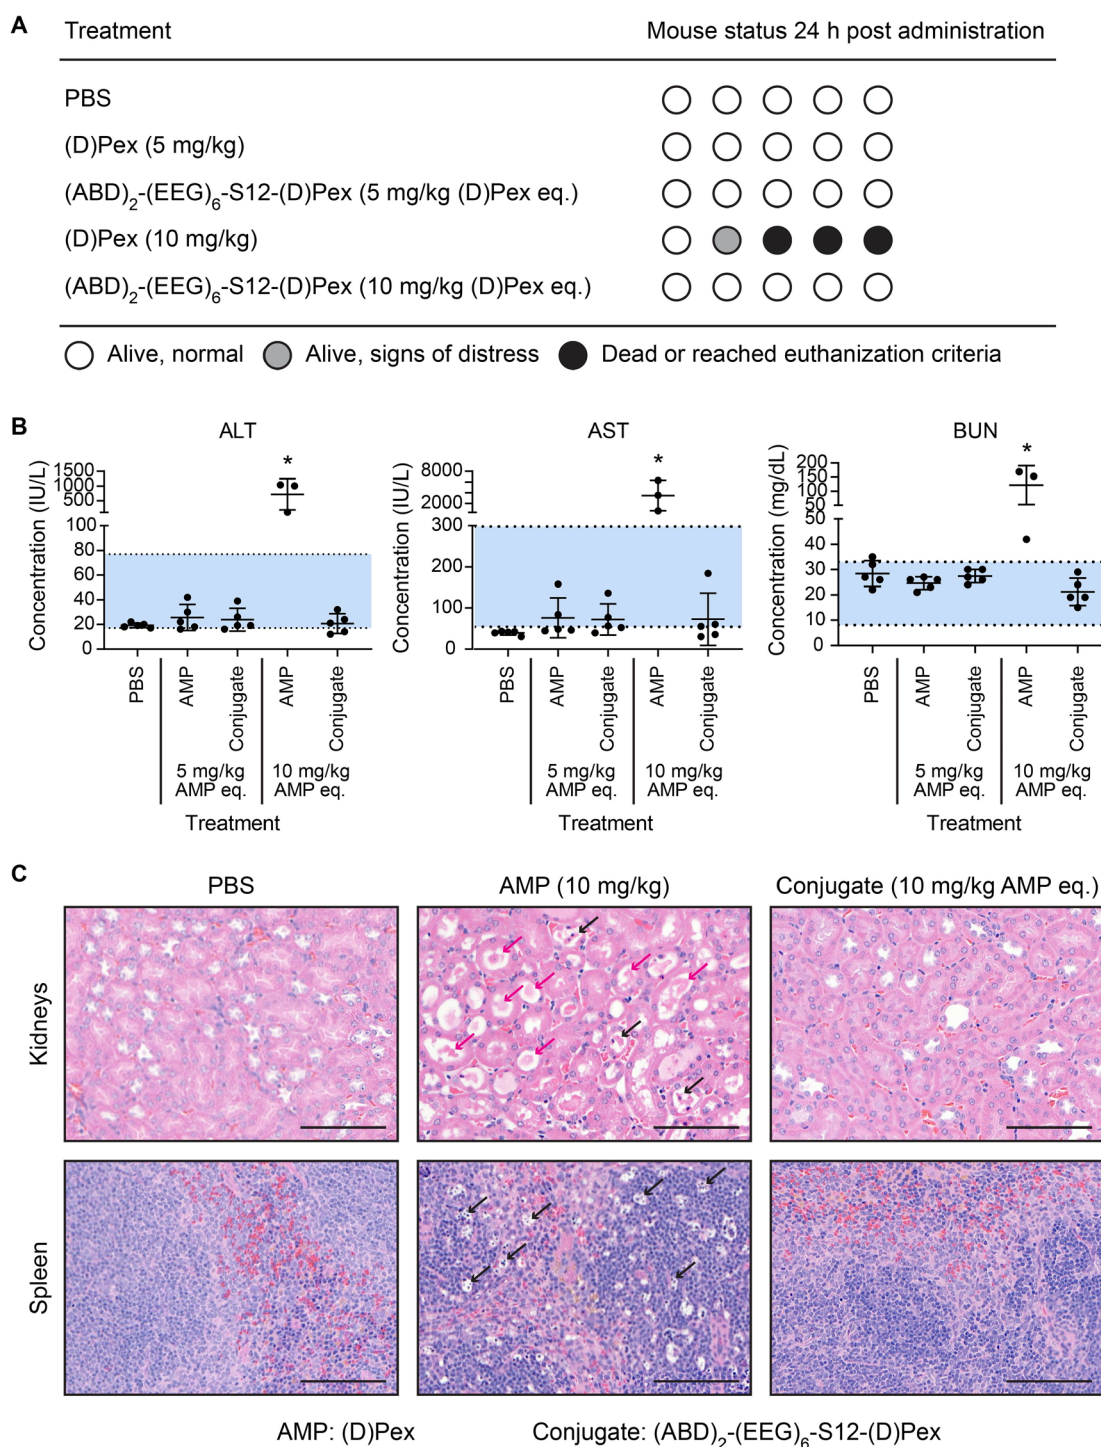 A
Treatment Mouse status 24 h post administration
PBS
(D)Pex (5 mg/kg)
(ABD)2-(EEG)6-S12-(D)Pex (5 mg/kg (D)Pex eq.)
(D)Pex (10 mg/kg)
(ABD)2-(EEG)6-S12-(D)Pex (10 mg/kg (D)Pex eq.)
Alive, normal Alive, signs of distress Dead or reached euthanization criteria
B
ALT
Concentration (IU/L)
1500
1000
500
100
80
60
40
20
0
*
PBS
AMP
Conjugate
AMP
Conjugate
5 mg/kg
AMP eq.
10 mg/kg
AMP eq.
Treatment
AST
Concentration (IU/L)
8000
2000
300
200
100
0
*
PBS
AMP
Conjugate
AMP
Conjugate
5 mg/kg
AMP eq.
10 mg/kg
AMP eq.
Treatment
BUN
Concentration (mg/dL)
200
150
100
50
40
30
20
10
0
*
PBS
AMP
Conjugate
AMP
Conjugate
5 mg/kg
AMP eq.
10 mg/kg
AMP eq.
Treatment
C
PBS AMP (10 mg/kg) Conjugate (10 mg/kg AMP eq.)
Kidneys
Spleen
AMP: (D)Pex Conjugate: (ABD)2-(EEG)6-S12-(D)Pex